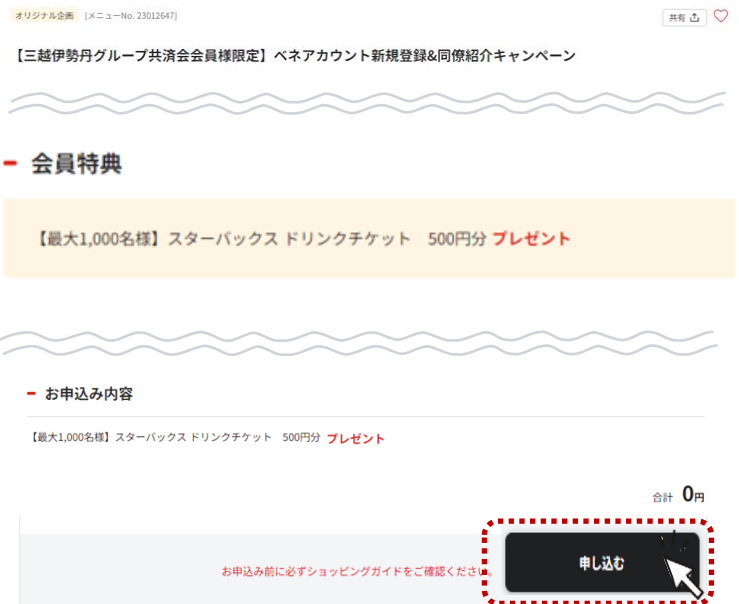 オリジナル企画 [メニューNo. 23012647] 共有
【三越伊勢丹グループ共済会会員様限定】ベネアカウント新規登録&同僚紹介キャンペーン
会員特典
【最大1,000名様】スターバックス ドリンクチケット 500円分 プレゼント
お申込み内容
【最大1,000名様】スターバックス ドリンクチケット 500円分 プレゼント
合計 0円
お申込み前に必ずショッピングガイドをご確認ください。
申し込む